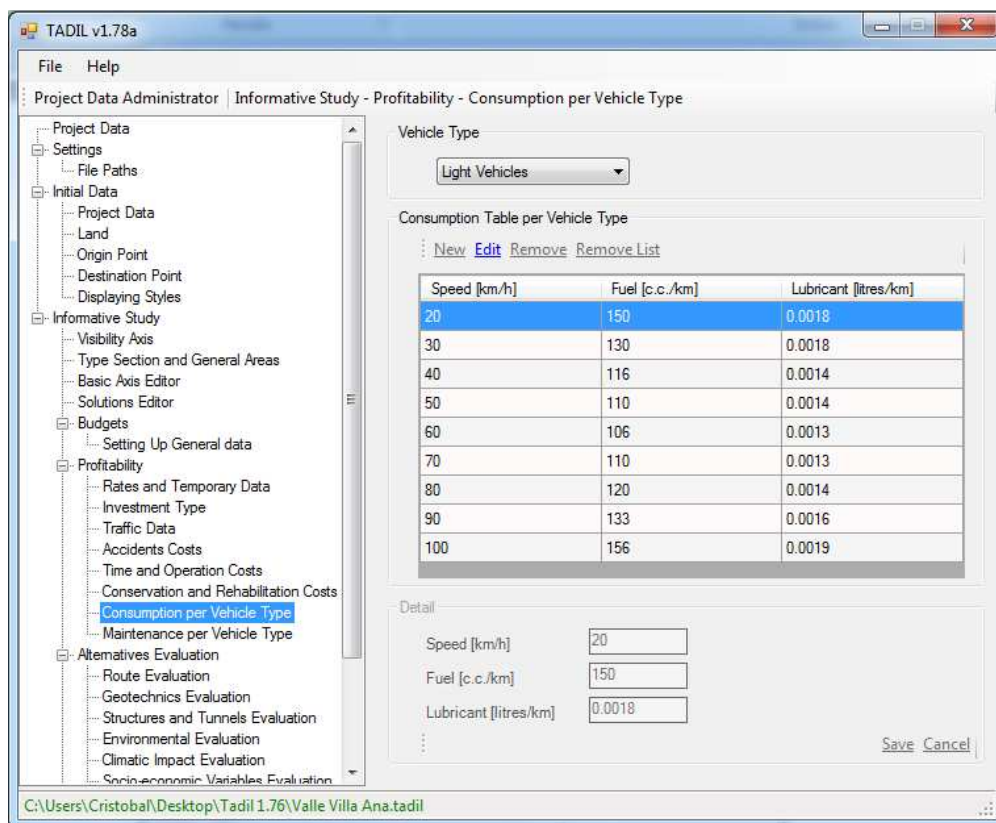 TADIL v1.78a
File Help
Project Data Administrator Informative Study - Profitability - Consumption per Vehicle Type
Project Data
Settings
File Paths
Initial Data
Project Data
Land
Origin Point
Destination Point
Displaying Styles
Informative Study
Visibility Axis
Type Section and General Areas
Basic Axis Editor
Solutions Editor
Budgets
Setting Up General data
Profitability
Rates and Temporary Data
Investment Type
Traffic Data
Accidents Costs
Time and Operation Costs
Conservation and Rehabilitation Costs
Consumption per Vehicle Type
Maintenance per Vehicle Type
Alternatives Evaluation
Route Evaluation
Geotechnics Evaluation
Structures and Tunnels Evaluation
Environmental Evaluation
Climatic Impact Evaluation
Socio-economic Variables Evaluation
Vehicle Type
Light Vehicles
Consumption Table per Vehicle Type
New Edit Remove Remove List
Speed [km/h] Fuel [c.c./km] Lubricant [litres/km]
20 150 0.0018
30 130 0.0018
40 116 0.0014
50 110 0.0014
60 106 0.0013
70 110 0.0013
80 120 0.0014
90 133 0.0016
100 156 0.0019
Detail
Speed [km/h] 20
Fuel [c.c./km] 150
Lubricant [litres/km] 0.0018
Save Cancel
C:\Users\Cristobal\Desktop\Tadil 1.76\Valle Villa Ana.tadil